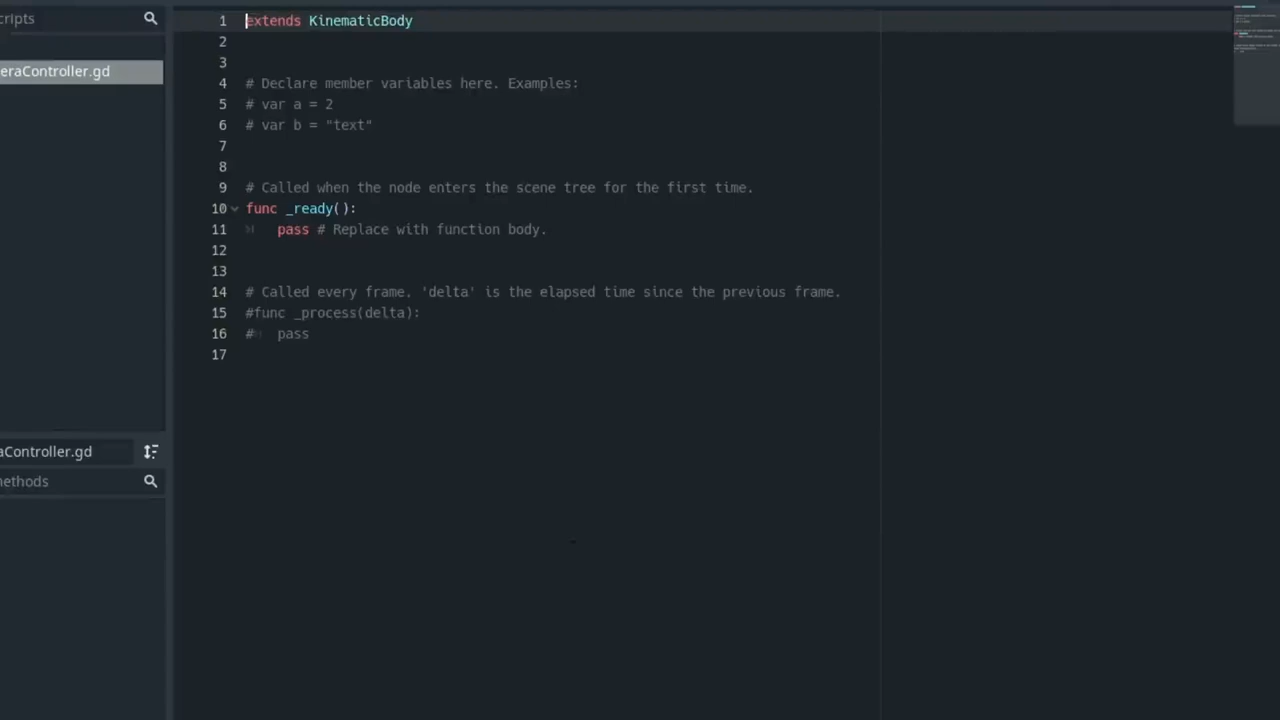 cripts
eraController.gd
aController.gd
nethods
1 extends KinematicBody
2
3
4 # Declare member variables here. Examples:
5 # var a = 2
6 # var b = "text"
7
8
9 # Called when the node enters the scene tree for the first time.
10 func _ready():
11 pass # Replace with function body.
12
13
14 # Called every frame. 'delta' is the elapsed time since the previous frame.
15 #func _process(delta):
16 # pass
17